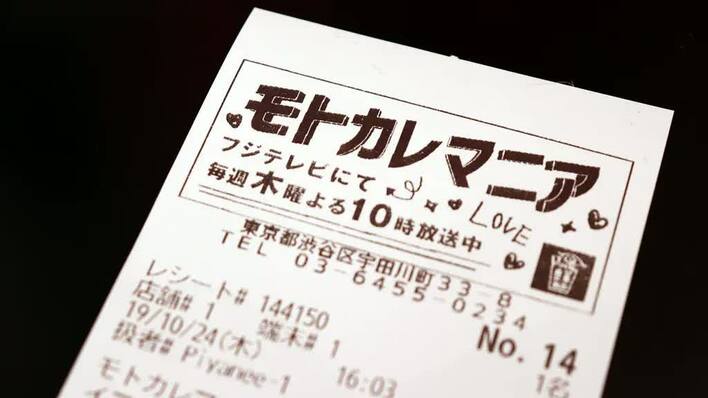 モトカレマニア
フジテレビにて
毎週木曜よる10時放送中
LOVE
東京都渋谷区宇田川町33-8
TEL 03-6455-0234
No. 14
レシート# 144150
店舗# 1 端末# 1
1名
19/10/24(木) 16:03
扱者# Piyanee-1
モトカレマ